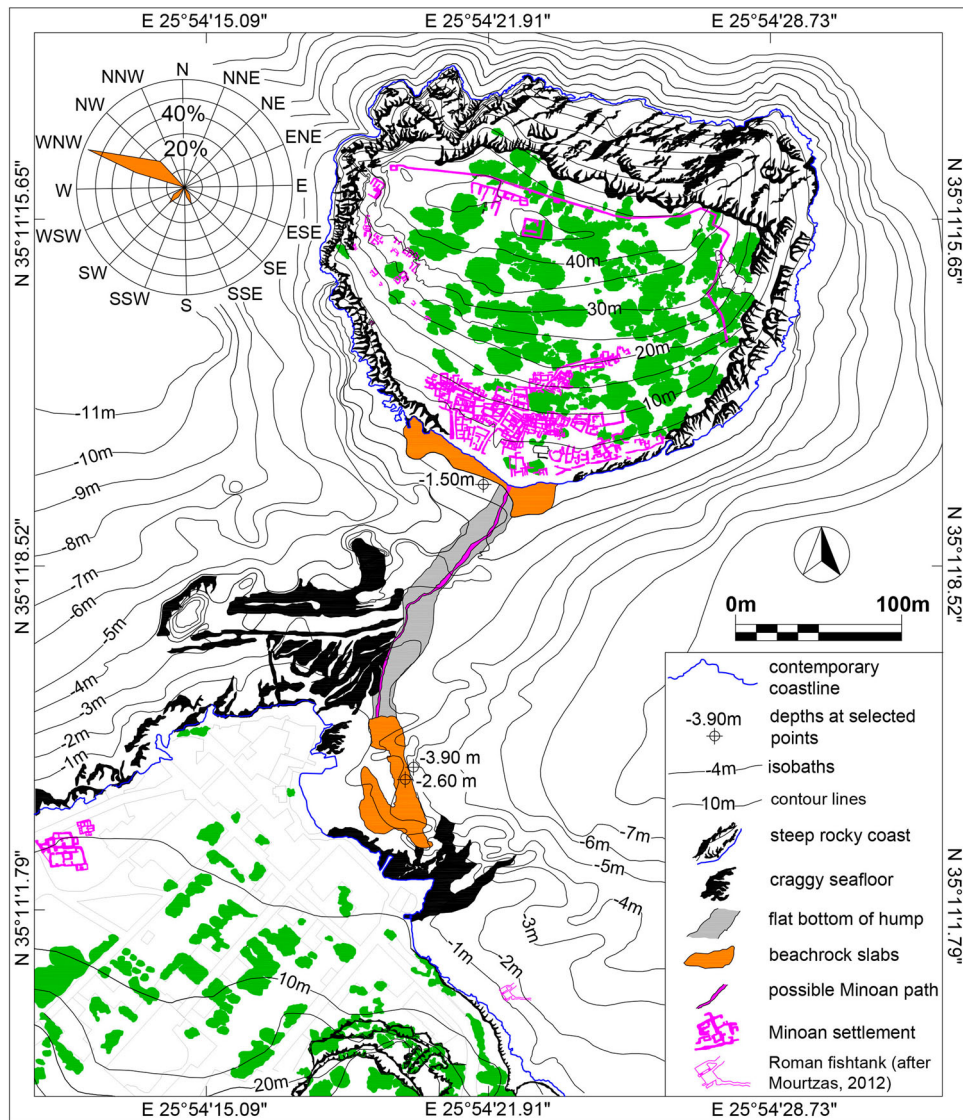 E 25°54'15.09"
E 25°54'21.91"
E 25°54'28.73"
N
NNW
NNE
NW
NE
40%
WNW
ENE
20%
W
E
WSW
ESE
SW
SE
SSW
SSE
S
N 35°11'15.65"
N 35°11'15.65"
40m
30m
20m
10m
-11m
-10m
-9m
-8m
-7m
-6m
-5m
-4m
-3m
-2m
-1m
-1.50m
N 35°11'8.52"
N 35°11'8.52"
0m
100m
-3.90 m
-2.60 m
-7m
-6m
-5m
-4m
-3m
-2m
-1m
10m
20m
N 35°11'1.79"
N 35°11'1.79"
contemporary
coastline
-3.90m
depths at selected
points
-4m
isobaths
10m
contour lines
steep rocky coast
craggy seafloor
flat bottom of hump
beachrock slabs
possible Minoan path
Minoan settlement
Roman fishtank (after
Mourtzas, 2012)
E 25°54'15.09"
E 25°54'21.91"
E 25°54'28.73"